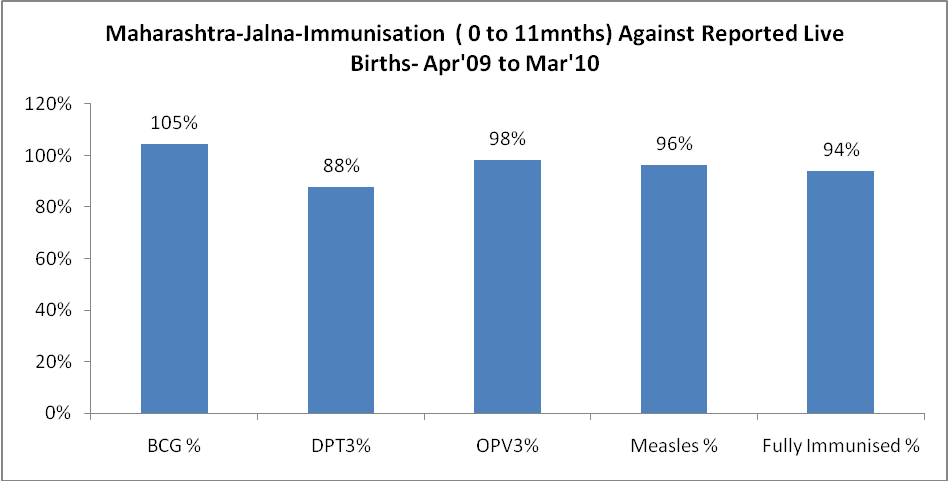 Maharashtra-Jalna-Immunisation ( 0 to 11mnths) Against Reported Live
Births- Apr'09 to Mar'10
120%
100%
80%
60%
40%
20%
0%
105%
88%
98%
96%
94%
BCG %
DPT3%
OPV3%
Measles %
Fully Immunised %